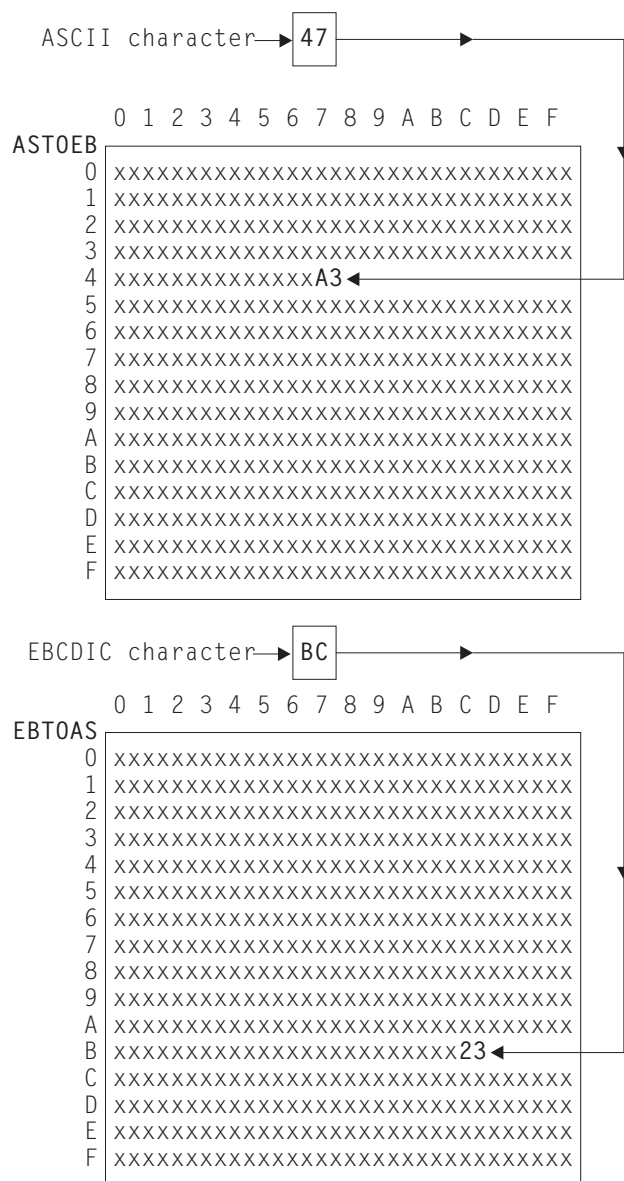 ASCII character 47
0 1 2 3 4 5 6 7 8 9 A B C D E F
ASTOEB
0 xxxxxxxxxxxxxxxxxxxxxxxxxxxxxxxx
1 xxxxxxxxxxxxxxxxxxxxxxxxxxxxxxxx
2 xxxxxxxxxxxxxxxxxxxxxxxxxxxxxxxx
3 xxxxxxxxxxxxxxxxxxxxxxxxxxxxxxxx
4 xxxxxxxxxxxxxxA3
5 xxxxxxxxxxxxxxxxxxxxxxxxxxxxxxxx
6 xxxxxxxxxxxxxxxxxxxxxxxxxxxxxxxx
7 xxxxxxxxxxxxxxxxxxxxxxxxxxxxxxxx
8 xxxxxxxxxxxxxxxxxxxxxxxxxxxxxxxx
9 xxxxxxxxxxxxxxxxxxxxxxxxxxxxxxxx
A xxxxxxxxxxxxxxxxxxxxxxxxxxxxxxxx
B xxxxxxxxxxxxxxxxxxxxxxxxxxxxxxxx
C xxxxxxxxxxxxxxxxxxxxxxxxxxxxxxxx
D xxxxxxxxxxxxxxxxxxxxxxxxxxxxxxxx
E xxxxxxxxxxxxxxxxxxxxxxxxxxxxxxxx
F xxxxxxxxxxxxxxxxxxxxxxxxxxxxxxxx
EBCDIC character BC
0 1 2 3 4 5 6 7 8 9 A B C D E F
EBTOAS
0 xxxxxxxxxxxxxxxxxxxxxxxxxxxxxxxx
1 xxxxxxxxxxxxxxxxxxxxxxxxxxxxxxxx
2 xxxxxxxxxxxxxxxxxxxxxxxxxxxxxxxx
3 xxxxxxxxxxxxxxxxxxxxxxxxxxxxxxxx
4 xxxxxxxxxxxxxxxxxxxxxxxxxxxxxxxx
5 xxxxxxxxxxxxxxxxxxxxxxxxxxxxxxxx
6 xxxxxxxxxxxxxxxxxxxxxxxxxxxxxxxx
7 xxxxxxxxxxxxxxxxxxxxxxxxxxxxxxxx
8 xxxxxxxxxxxxxxxxxxxxxxxxxxxxxxxx
9 xxxxxxxxxxxxxxxxxxxxxxxxxxxxxxxx
A xxxxxxxxxxxxxxxxxxxxxxxxxxxxxxxx
B xxxxxxxxxxxxxxxxxxxxxxxx23
C xxxxxxxxxxxxxxxxxxxxxxxxxxxxxxxx
D xxxxxxxxxxxxxxxxxxxxxxxxxxxxxxxx
E xxxxxxxxxxxxxxxxxxxxxxxxxxxxxxxx
F xxxxxxxxxxxxxxxxxxxxxxxxxxxxxxxx